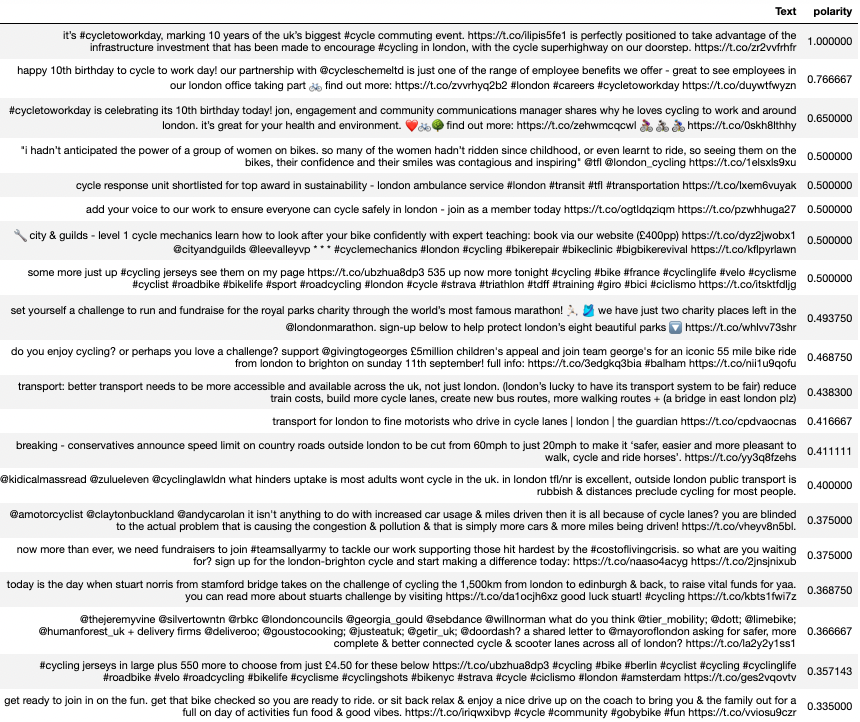 Text polarity
it's #cycletoworkday, marking 10 years of the uk's biggest #cycle commuting event. https://t.co/ilipis5fe1 is perfectly positioned to take advantage of the
infrastructure investment that has been made to encourage #cycling in london, with the cycle superhighway on our doorstep. https://t.co/zr2vvfrhfr 1.000000
happy 10th birthday to cycle to work day! our partnership with @cycleschemeltd is just one of the range of employee benefits we offer - great to see employees in
our london office taking part 🚲 find out more: https://t.co/zvvrhyq2b2 #london #careers #cycletoworkday https://t.co/duywtfwyzn 0.766667
#cycletoworkday is celebrating its 10th birthday today! jon, engagement and community communications manager shares why he loves cycling to work and around
london. it's great for your health and environment. ❤️🚲🌳 find out more: https://t.co/zehwmcqcwl 🚵🚴🚴 https://t.co/0skh8lthhy 0.650000
"i hadn't anticipated the power of a group of women on bikes. so many of the women hadn't ridden since childhood, or even learnt to ride, so seeing them on the
bikes, their confidence and their smiles was contagious and inspiring" @tfl @london_cycling https://t.co/1elsxls9xu 0.500000
cycle response unit shortlisted for top award in sustainability - london ambulance service #london #transit #tfl #transportation https://t.co/lxem6vuyak 0.500000
add your voice to our work to ensure everyone can cycle safely in london - join as a member today https://t.co/ogtldqziqm https://t.co/pzwhhuga27 0.500000
🔧 city & guilds - level 1 cycle mechanics learn how to look after your bike confidently with expert teaching: book via our website (£400pp) https://t.co/dyz2jwobx1
@cityandguilds @leevalleyvp * * * #cyclemechanics #london #cycling #bikerepair #bikeclinic #bigbikerevival https://t.co/kflpyrlawn 0.500000
some more just up #cycling jerseys see them on my page https://t.co/ubzhua8dp3 535 up now more tonight #cycling #bike #france #cyclinglife #velo #cyclisme
#cyclist #roadbike #bikelife #sport #roadcycling #london #cycle #strava #triathlon #tdff #training #giro #bici #ciclismo https://t.co/itsktfdljg 0.500000
set yourself a challenge to run and fundraise for the royal parks charity through the world's most famous marathon! 🏃 🎽 we have just two charity places left in the
@londonmarathon. sign-up below to help protect london's eight beautiful parks 🔽 https://t.co/whlvv73shr 0.493750
do you enjoy cycling? or perhaps you love a challenge? support @givingtogeorges £5million children's appeal and join team george's for an iconic 55 mile bike ride
from london to brighton on sunday 11th september! full info: https://t.co/3edgkq3bia #balham https://t.co/nii1u9qofu 0.468750
transport: better transport needs to be more accessible and available across the uk, not just london. (london's lucky to have its transport system to be fair) reduce
train costs, build more cycle lanes, create new bus routes, more walking routes + (a bridge in east london plz) 0.438300
transport for london to fine motorists who drive in cycle lanes | london | the guardian https://t.co/cpdvaocnas 0.416667
breaking - conservatives announce speed limit on country roads outside london to be cut from 60mph to just 20mph to make it ‘safer, easier and more pleasant to
walk, cycle and ride horses’. https://t.co/yy3q8fzehs 0.411111
@kidicalmassread @zulueleven @cyclinglawldn what hinders uptake is most adults wont cycle in the uk. in london tfl/nr is excellent, outside london public transport is
rubbish & distances preclude cycling for most people. 0.400000
@amotorcyclist @claytonbuckland @andycarolan it isn't anything to do with increased car usage & miles driven then it is all because of cycle lanes? you are blinded
to the actual problem that is causing the congestion & pollution & that is simply more cars & more miles being driven! https://t.co/vheyv8n5bl. 0.375000
now more than ever, we need fundraisers to join #teamsallyarmy to tackle our work supporting those hit hardest by the #costoflivingcrisis. so what are you waiting
for? sign up for the london-brighton cycle and start making a difference today: https://t.co/naaso4acyg https://t.co/2jnsjnixub 0.375000
today is the day when stuart norris from stamford bridge takes on the challenge of cycling the 1,500km from london to edinburgh & back, to raise vital funds for yaa.
you can read more about stuarts challenge by visiting https://t.co/da1ocjh6xz good luck stuart! #cycling https://t.co/kbts1fwi7z 0.368750
@thejeremyvine @silvertowntn @rbkc @londoncouncils @georgia_gould @sebdance @willnorman what do you think @tier_mobility; @dott; @limebike;
@humanforest_uk + delivery firms @deliveroo; @goustocooking; @justeatuk; @getir_uk; @doordash? a shared letter to @mayoroflondon asking for safer, more
complete & better connected cycle & scooter lanes across all of london? https://t.co/la2y2y1ss1 0.366667
#cycling jerseys in large plus 550 more to choose from just £4.50 for these below https://t.co/ubzhua8dp3 #cycling #bike #berlin #cyclist #cycling #cyclinglife
#roadbike #velo #roadcycling #bikelife #cyclisme #cyclingshots #bikenyc #strava #cycle #ciclismo #london #amsterdam https://t.co/ges2vqovtv 0.357143
get ready to join in on the fun. get that bike checked so you are ready to ride. or sit back relax & enjoy a nice drive up on the coach to bring you & the family out for a
full on day of activities fun food & good vibes. https://t.co/iriqwxibvp #cycle #community #gobybike #fun https://t.co/vviosu9czr 0.335000